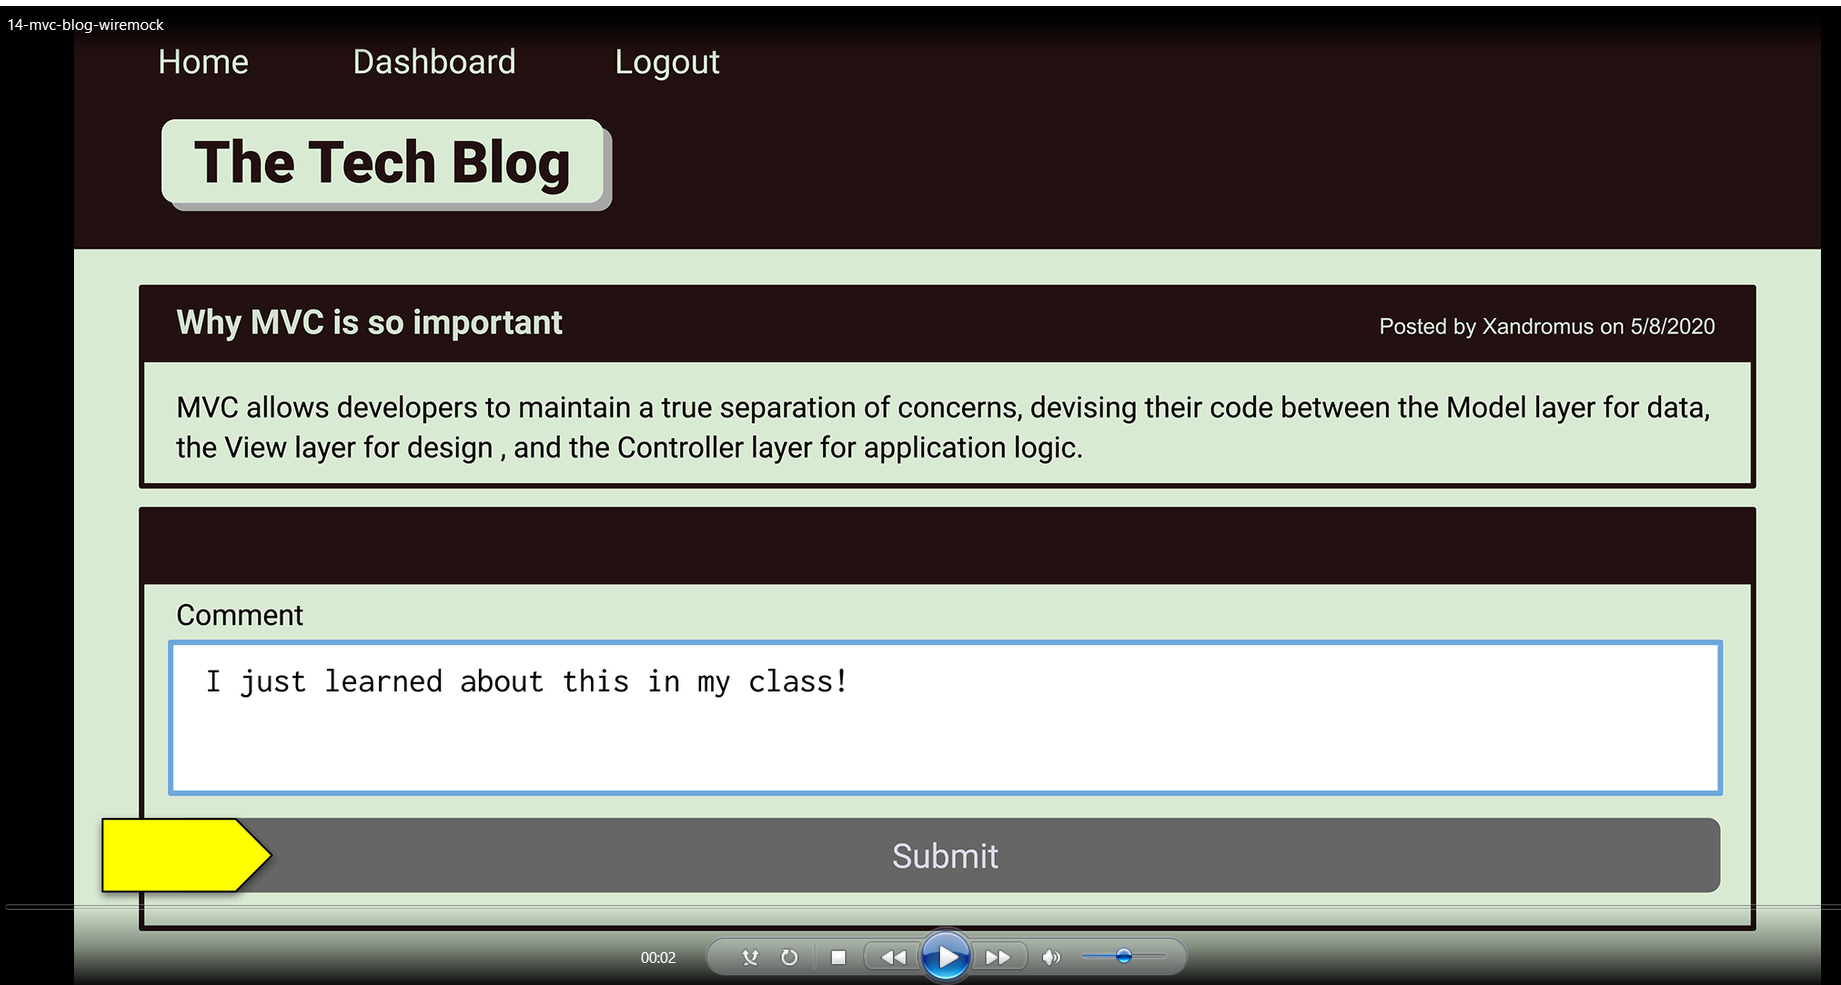 14-mvc-blog-wiremock
Home Dashboard Logout
The Tech Blog
Why MVC is so important
Posted by Xandromus on 5/8/2020
MVC allows developers to maintain a true separation of concerns, devising their code between the Model layer for data,
the View layer for design , and the Controller layer for application logic.
Comment
I just learned about this in my class!
Submit
00:02